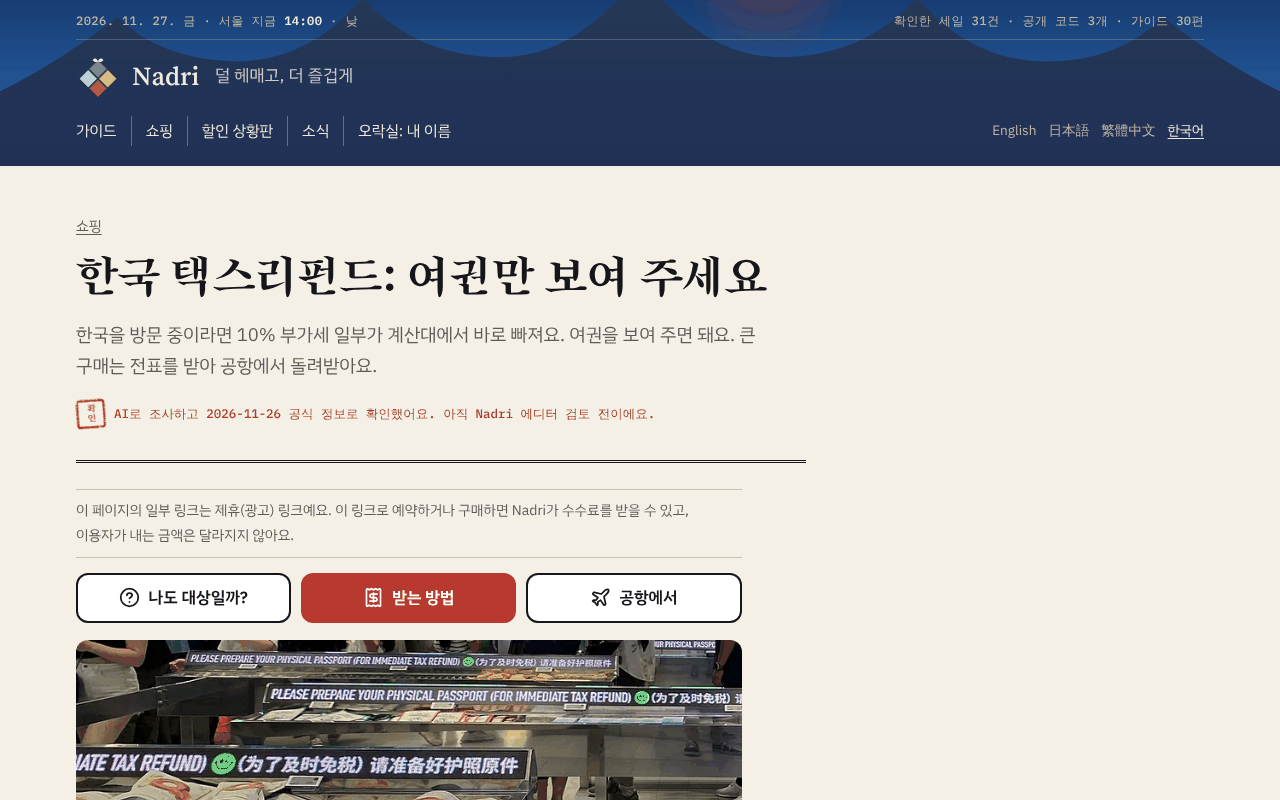 2026. 11. 27. 금 · 서울 지금 14:00 · 낮
확인한 세일 31건 · 공개 코드 3개 · 가이드 30편
Nadri 덜 헤매고, 더 즐겁게
가이드 쇼핑 할인 상황판 소식 오락실: 내 이름
English 日本語 繁體中文 한국어
쇼핑
한국 택스리펀드: 여권만 보여 주세요
한국을 방문 중이라면 10% 부가세 일부가 계산대에서 바로 빠져요. 여권을 보여 주면 돼요. 큰
구매는 전표를 받아 공항에서 돌려받아요.
확인
AI로 조사하고 2026-11-26 공식 정보로 확인했어요. 아직 Nadri 에디터 검토 전이에요.
이 페이지의 일부 링크는 제휴(광고) 링크예요. 이 링크로 예약하거나 구매하면 Nadri가 수수료를 받을 수 있고,
이용자가 내는 금액은 달라지지 않아요.
나도 대상일까?
받는 방법
공항에서
PLEASE PREPARE YOUR PHYSICAL PASSPORT (FOR IMMEDIATE TAX REFUND) (为了及时免税) 请准备好护照原件
UR PHYSICAL PASSPO
PLEASE PREPARE YOUR PHYSICAL PASSPORT (FOR IMMEDIATE TAX REFUND) (为了及时免税) 请
IATE TAX REFUND) (为了及时免税) 请准备好护照原件